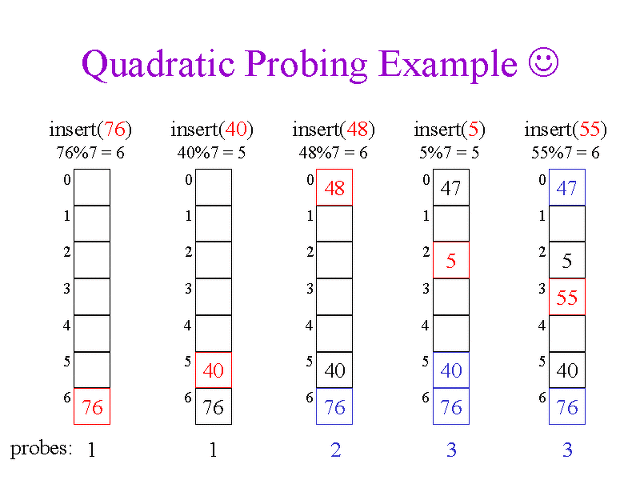 Quadratic Probing Example ☺
insert(76) insert(40) insert(48) insert(5) insert(55)
76%7 = 6 40%7 = 5 48%7 = 6 5%7 = 5 55%7 = 6
0 0 0 48 0 47 0 47
1 1 1 1 1
2 2 2 2 5 2 5
3 3 3 3 3 55
4 4 4 4 4
5 5 40 5 40 5 40 5 40
6 76 6 76 6 76 6 76 6 76
probes: 1 1 2 3 3